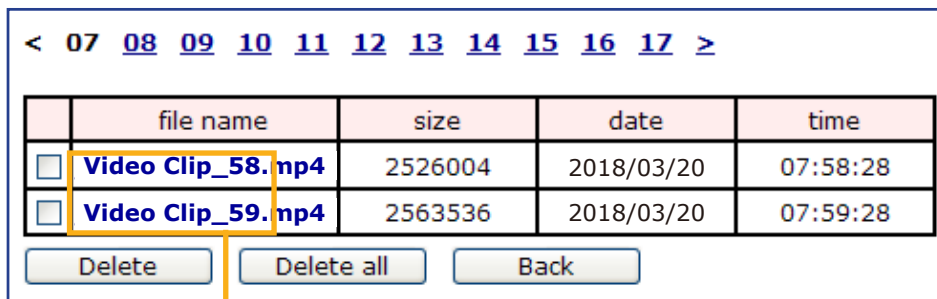 < 07 08 09 10 11 12 13 14 15 16 17 >
file name size date time
Video Clip_58.mp4 2526004 2018/03/20 07:58:28
Video Clip_59.mp4 2563536 2018/03/20 07:59:28
Delete Delete all Back